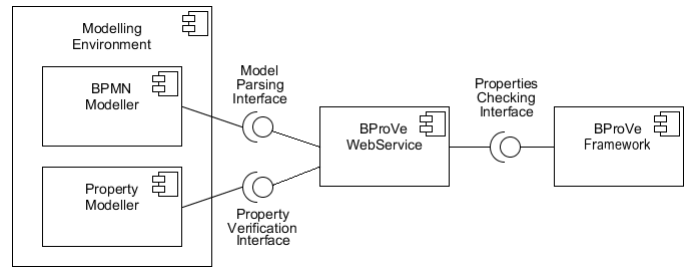 Modelling
Environment
BPMN
Modeller
Property
Modeller
Model
Parsing
Interface
Property
Verification
Interface
BProVe
WebService
Properties
Checking
Interface
BProVe
Framework